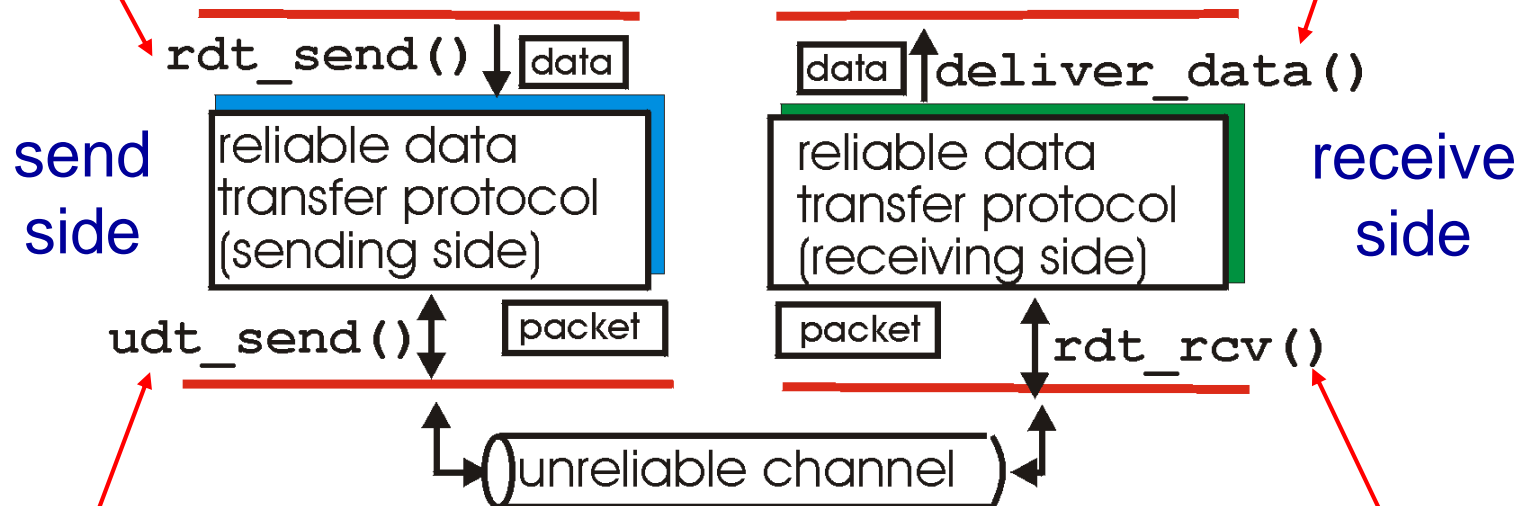 rdt_send()
data
data
deliver_data()
send
side
reliable data
transfer protocol
(sending side)
reliable data
transfer protocol
(receiving side)
receive
side
udt_send()
packet
packet
rdt_rcv()
unreliable channel